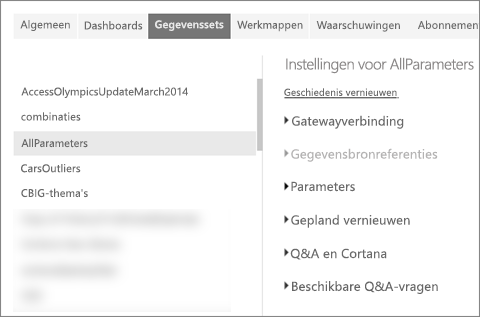 Algemeen Dashboards Gegevenssets Werkmappen Waarschuwingen Abonnemen
Instellingen voor AllParameters
Geschiedenis vernieuwen
AccessOlympicsUpdateMarch2014
combinaties
AllParameters
CarsOutliers
CBIG-thema's
Gatewayverbinding
Gegevensbronreferenties
Parameters
Gepland vernieuwen
Q&A en Cortana
Beschikbare Q&A-vragen